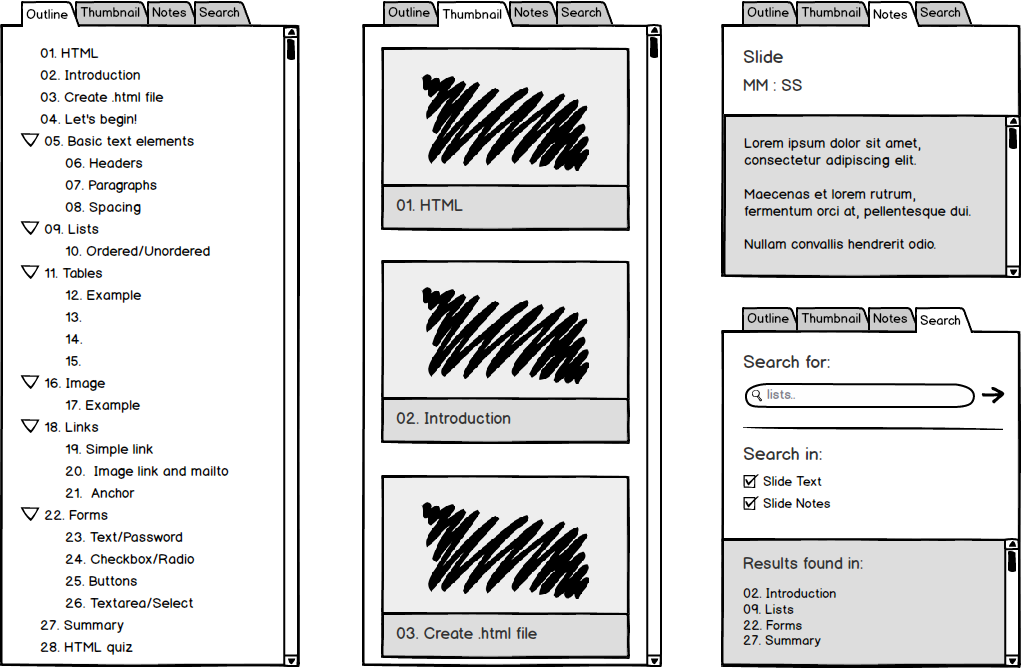 Outline Thumbnail Notes Search
01. HTML
02. Introduction
03. Create .html file
04. Let's begin!
05. Basic text elements
06. Headers
07. Paragraphs
08. Spacing
09. Lists
10. Ordered/Unordered
11. Tables
12. Example
13.
14.
15.
16. Image
17. Example
18. Links
19. Simple link
20. Image link and mailto
21. Anchor
22. Forms
23. Text/Password
24. Checkbox/Radio
25. Buttons
26. Textarea/Select
27. Summary
28. HTML quiz
Outline Thumbnail Notes Search
01. HTML
02. Introduction
03. Create .html file
Outline Thumbnail Notes Search
Slide
MM : SS
Lorem ipsum dolor sit amet,
consectetur adipiscing elit.
Maecenas et lorem rutrum,
fermentum orci at, pellentesque dui.
Nullam convallis hendrerit odio.
Outline Thumbnail Notes Search
Search for:
lists..
Search in:
Slide Text
Slide Notes
Results found in:
02. Introduction
09. Lists
22. Forms
27. Summary